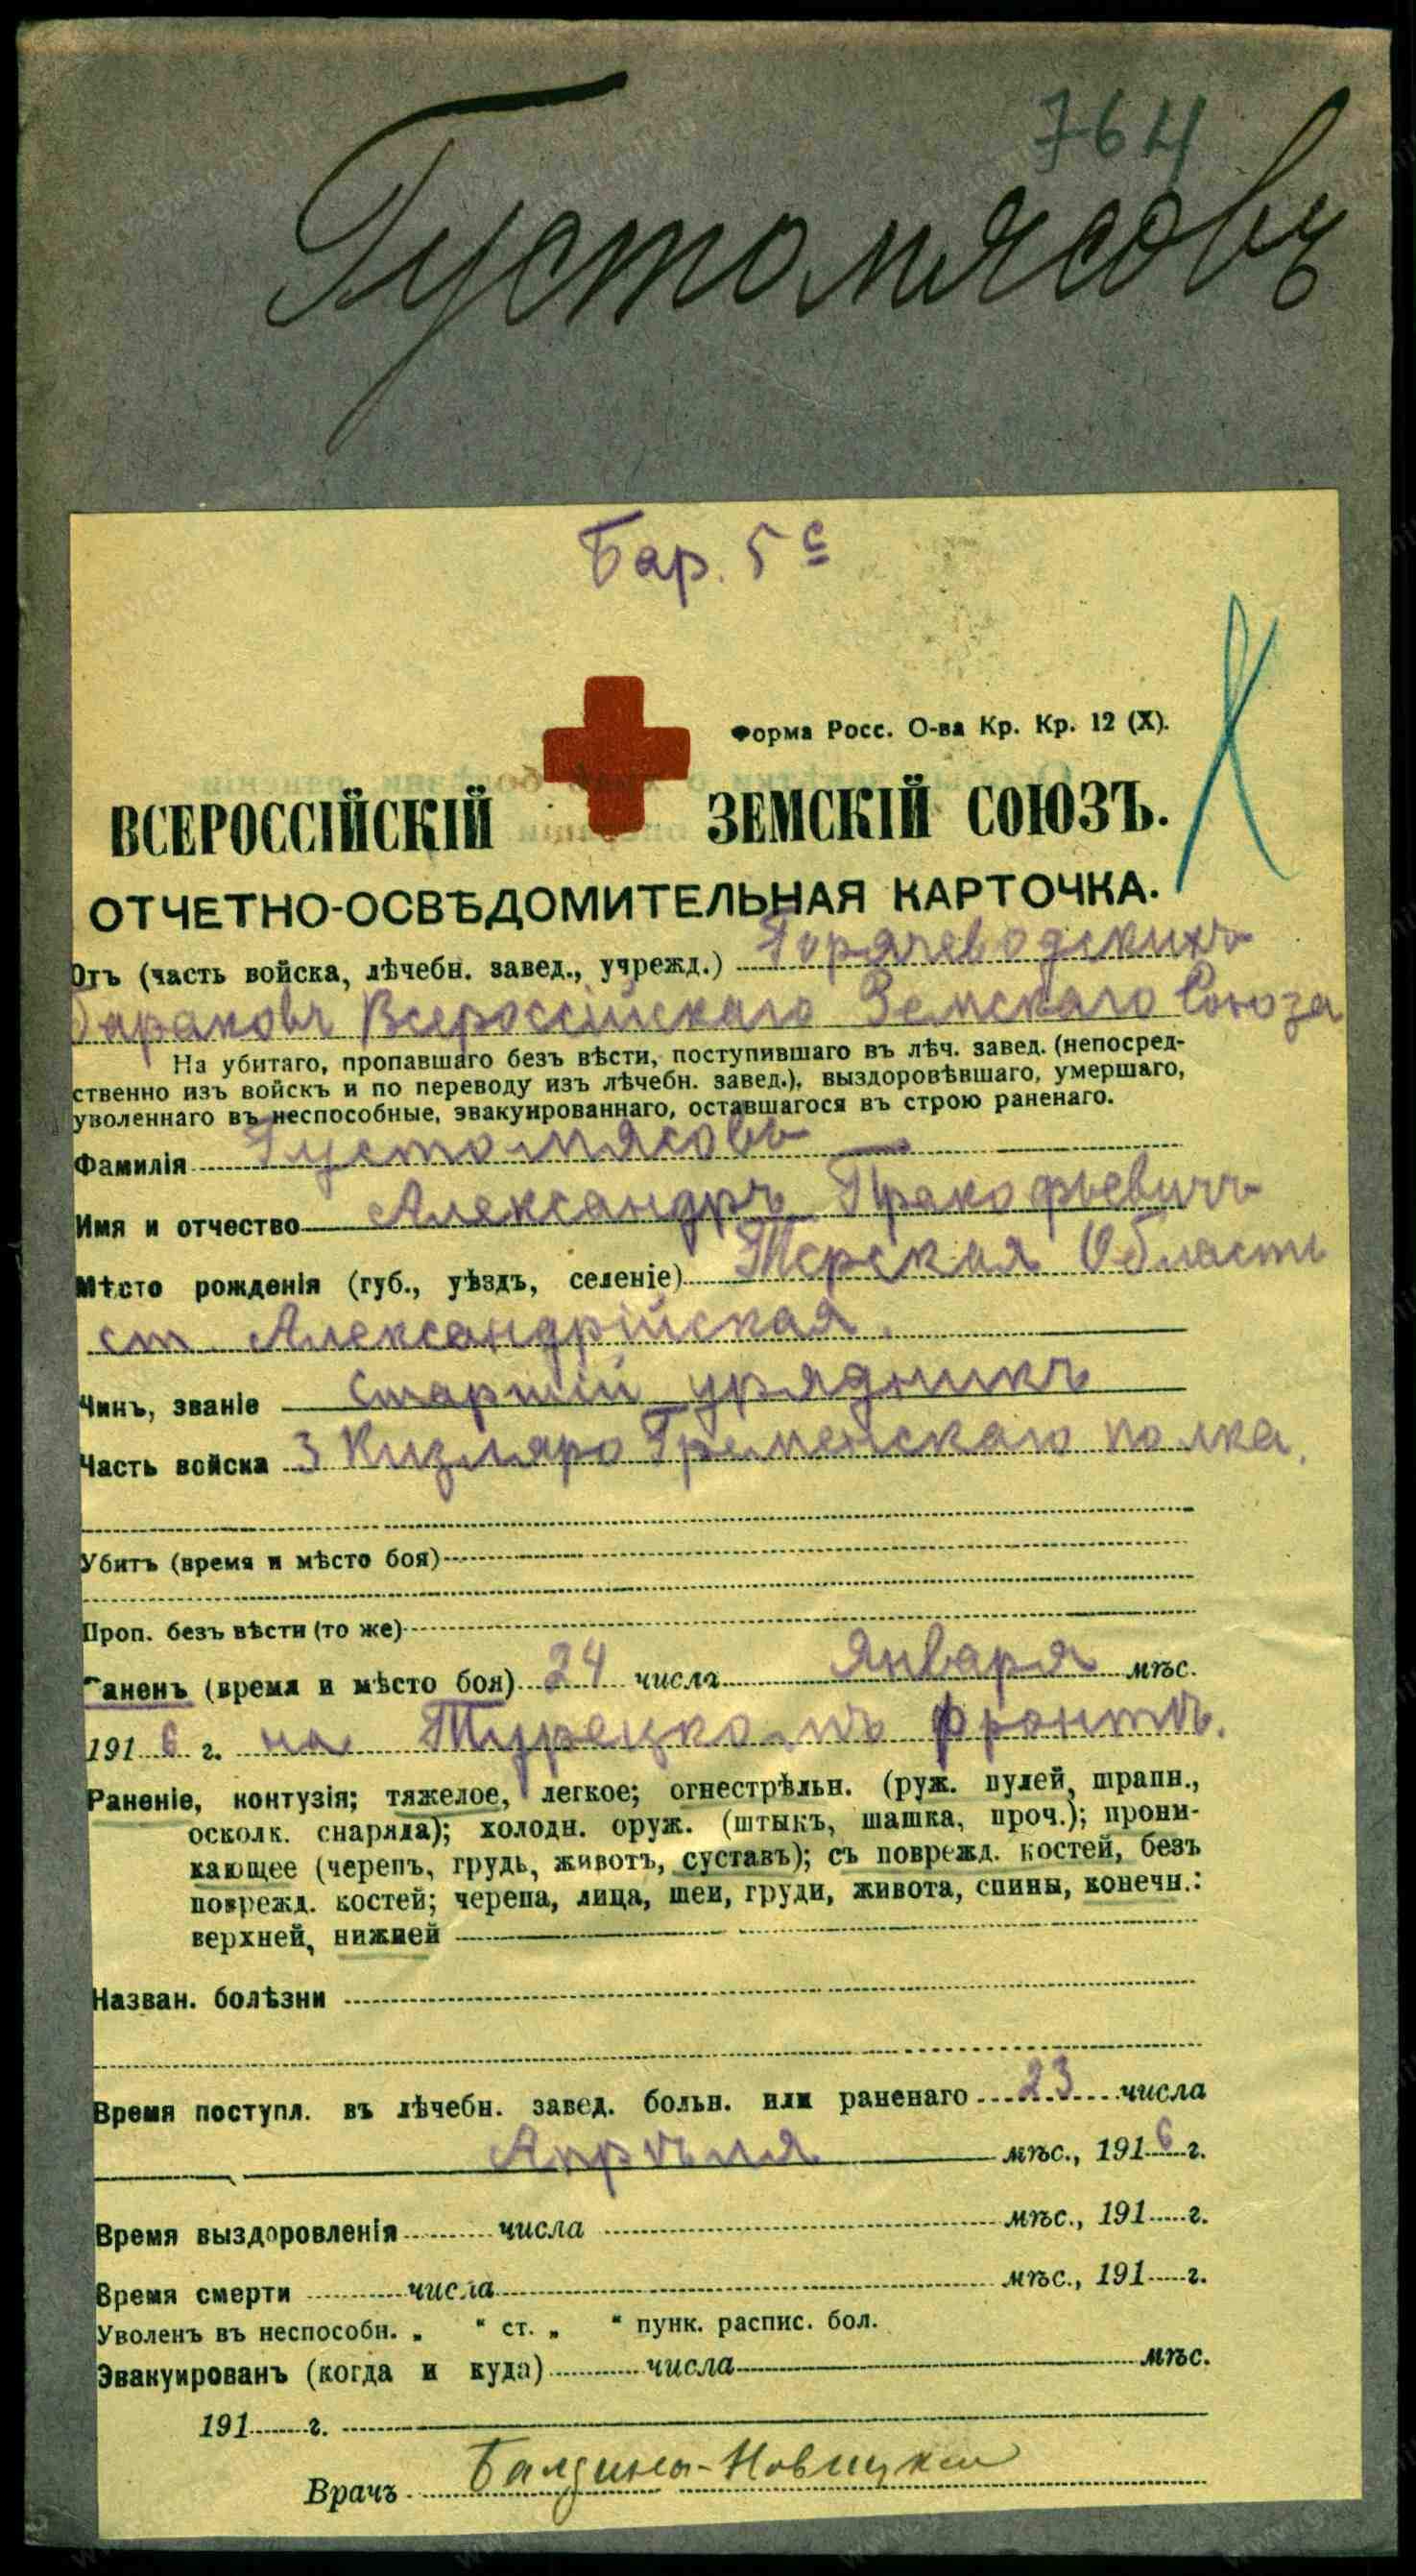 764
Густомясовъ
Бар. 5 с
Форма Росс. О-ва Кр. Кр. 12 (X).
ВСЕРОССІЙСКІЙ ЗЕМСКІЙ СОЮЗЪ.
ОТЧЕТНО-ОСВѢДОМИТЕЛЬНАЯ КАРТОЧКА.
Отъ (часть войска, лѣчебн. завед., учрежд.) Горячеводскихъ
Бараковъ Всероссійскаго Земскаго Союза
На убитаго, пропавшаго безъ вѣсти, поступившаго въ лѣч. завед. (непосред-
ственно изъ войскъ и по переводу изъ лѣчебн. завед.), выздоровѣвшаго, умершаго,
уволеннаго въ неспособные, эвакуированнаго, оставшагося въ строю раненаго.
Фамилія Густомясовъ
Имя и отчество Александръ Прокофьевичъ
Мѣсто рожденія (губ., уѣздъ, селеніе) Терская Область
ст Александрійская.
Чинъ, званіе Старшій урядникъ
Часть войска 3 Кизляро Гребенскаго полка.
Убитъ (время и мѣсто боя)
Проп. безъ вѣсти (то же)
Раненъ (время и мѣсто боя) 24 числа Января мѣс.
191 6 г. на Турецкомъ фронтѣ.
Раненіе, контузія; тяжелое, легкое; огнестрѣльн. (руж. пулей, шрапн.,
осколк. снаряда); холодн. оруж. (штыкъ, шашка, проч.); прони-
кающее (черепъ, грудь, животъ, суставъ); съ поврежд. костей, безъ
поврежд. костей; черепа, лица, шеи, груди, живота, спины, конечн.:
верхней, нижней
Назван. болѣзни
Время поступл. въ лѣчебн. завед. больн. или раненаго 23 числа
Апрѣля мѣс., 191 6 г.
Время выздоровленія числа мѣс., 191 г.
Время смерти числа мѣс., 191 г.
Уволенъ въ неспособн. „ “ ст. „ “ пунк. распис. бол.
Эвакуированъ (когда и куда) числа мѣс.
191 г.
Врачъ